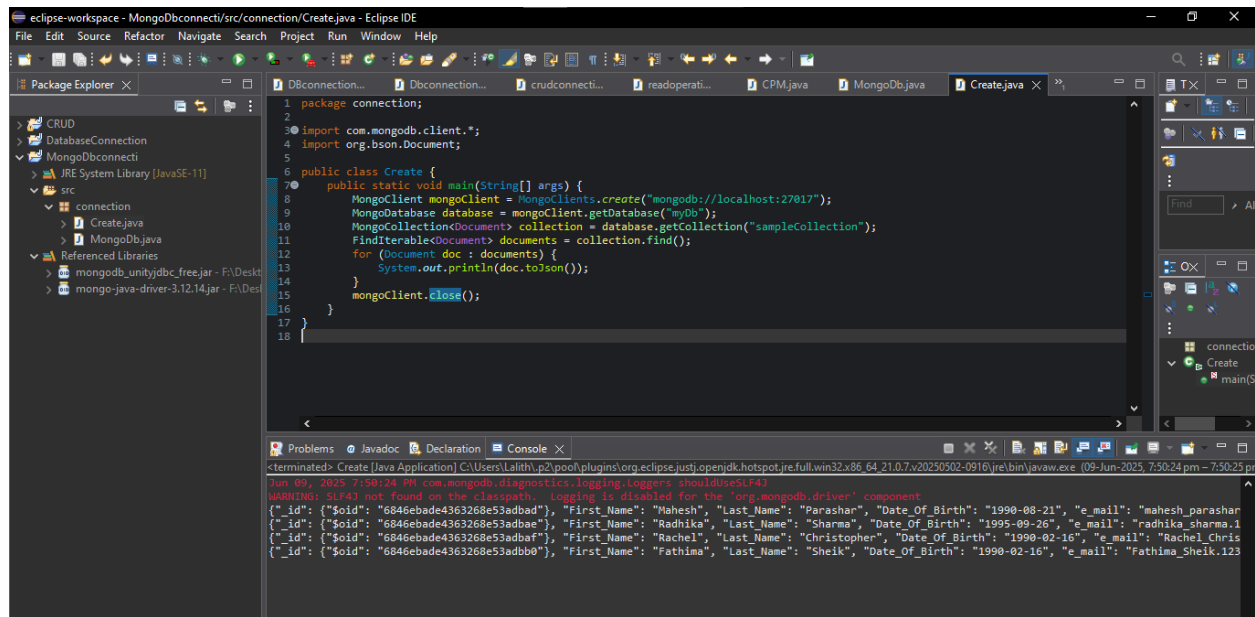 eclipse-workspace - MongoDbconnecti/src/connection/Create.java - Eclipse IDE
File Edit Source Refactor Navigate Search Project Run Window Help
Package Explorer
CRUD
DatabaseConnection
MongoDbconnecti
JRE System Library [JavaSE-11]
src
connection
Create.java
MongoDb.java
Referenced Libraries
mongodb_unityjdbc_free.jar - F:\Deskt
mongo-java-driver-3.12.14.jar - F:\Desl
DBconnection... Dbconnection... crudconnecti... readoperati... CPM.java MongoDb.java Create.java »1
1 package connection;
2
3 import com.mongodb.client.*;
4 import org.bson.Document;
5
6 public class Create {
7 public static void main(String[] args) {
8 MongoClient mongoClient = MongoClients.create("mongodb://localhost:27017");
9 MongoDatabase database = mongoClient.getDatabase("myDb");
10 MongoCollection<Document> collection = database.getCollection("sampleCollection");
11 FindIterable<Document> documents = collection.find();
12 for (Document doc : documents) {
13 System.out.println(doc.toJson());
14 }
15 mongoClient.close();
16 }
17 }
18
Find Al
connectio
Create
main(S
Problems Javadoc Declaration Console
<terminated> Create [Java Application] C:\Users\Lalith\.p2\pool\plugins\org.eclipse.justj.openjdk.hotspot.jre.full.win32.x86_64_21.0.7.v20250502-0916\jre\bin\javaw.exe (09-Jun-2025, 7:50:24 pm – 7:50:25 pr
Jun 09, 2025 7:50:24 PM com.mongodb.diagnostics.logging.Loggers shouldUseSLF4J
WARNING: SLF4J not found on the classpath. Logging is disabled for the 'org.mongodb.driver' component
{"_id": {"$oid": "6846ebade4363268e53adbad"}, "First_Name": "Mahesh", "Last_Name": "Parashar", "Date_Of_Birth": "1990-08-21", "e_mail": "mahesh_parashar
{"_id": {"$oid": "6846ebade4363268e53adbae"}, "First_Name": "Radhika", "Last_Name": "Sharma", "Date_Of_Birth": "1995-09-26", "e_mail": "radhika_sharma.1
{"_id": {"$oid": "6846ebade4363268e53adbaf"}, "First_Name": "Rachel", "Last_Name": "Christopher", "Date_Of_Birth": "1990-02-16", "e_mail": "Rachel_Chris
{"_id": {"$oid": "6846ebade4363268e53adbb0"}, "First_Name": "Fathima", "Last_Name": "Sheik", "Date_Of_Birth": "1990-02-16", "e_mail": "Fathima_Sheik.123